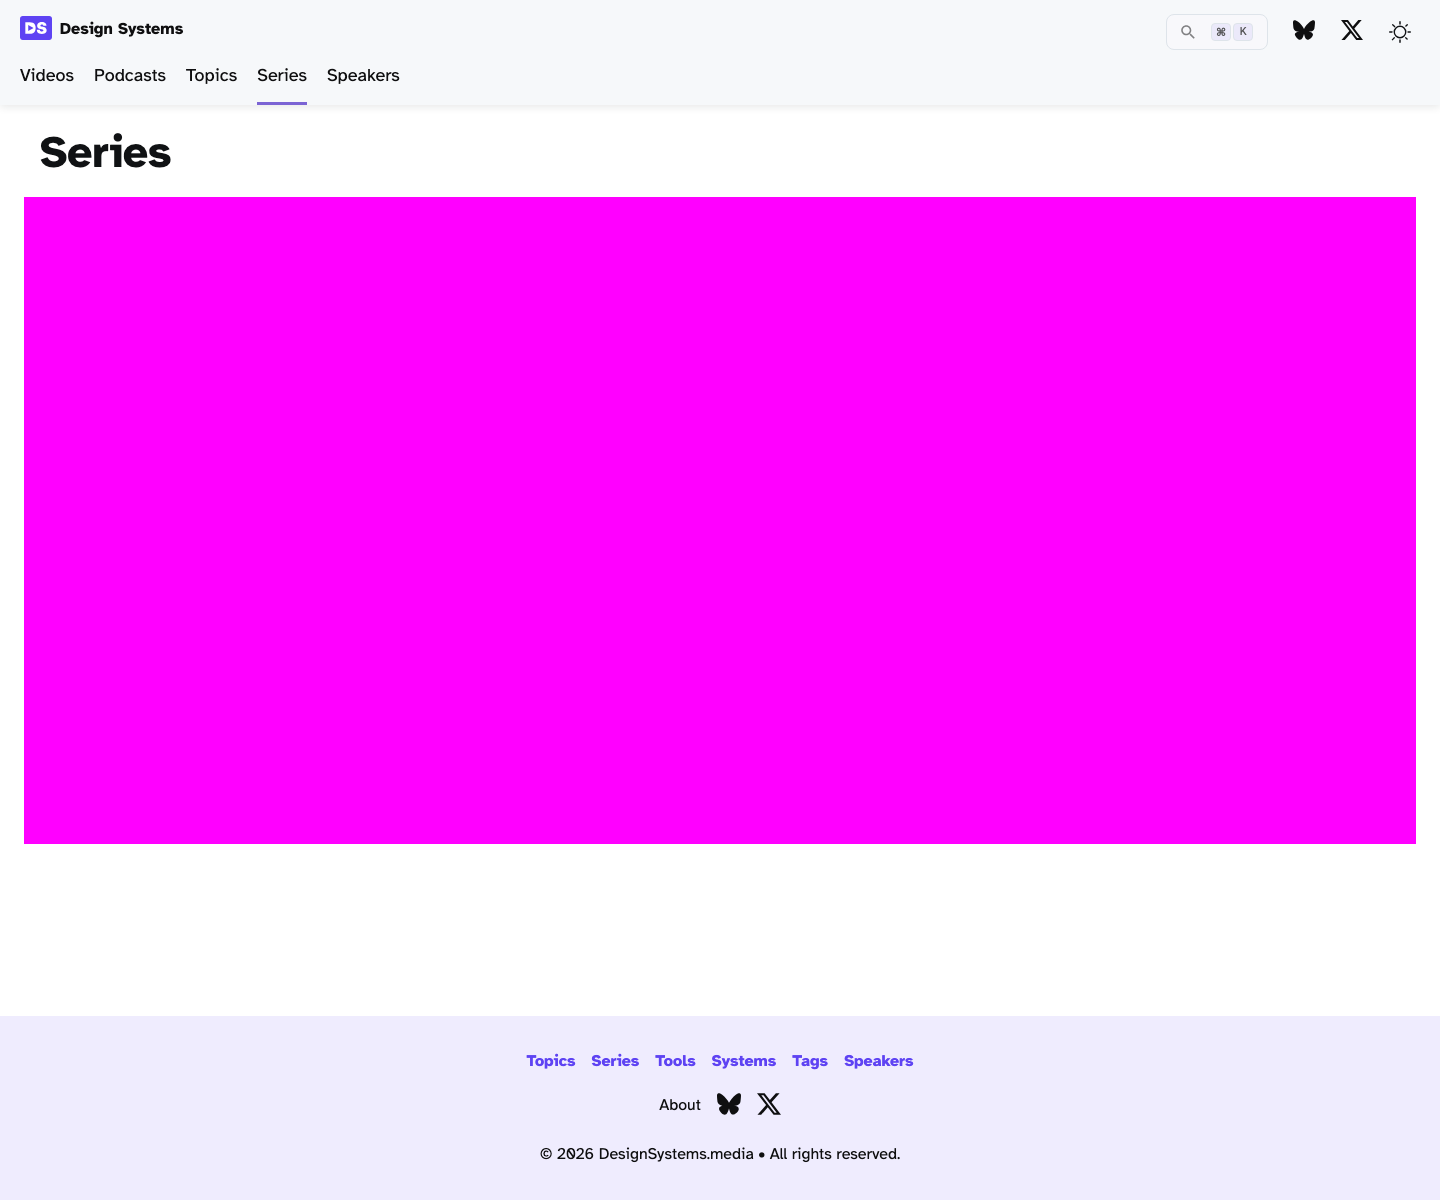 DS Design Systems
⌘ K
Videos Podcasts Topics Series Speakers
Series
Topics Series Tools Systems Tags Speakers
About
© 2026 DesignSystems.media • All rights reserved.